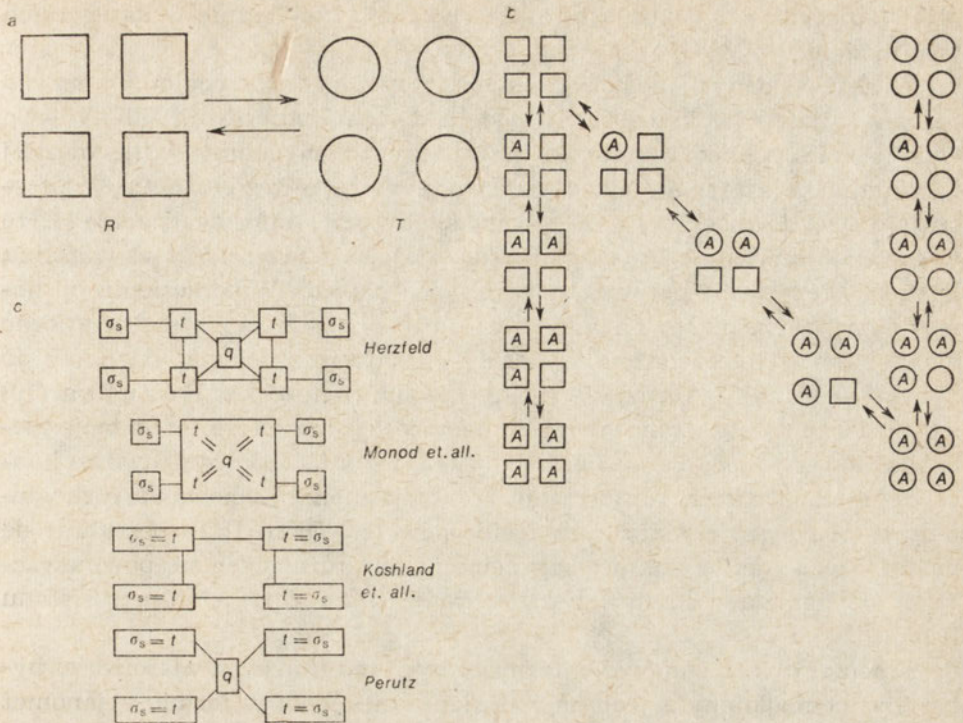 a
R T
b
A
A
A A
A A
A A
A A
A A
A A
A A
A A
A A
A
A A
A A
A
A A
A A
c
σs t t σs
q
σs t t σs
Herzfeld
σs t t σs
q
σs t t σs
Monod et. all.
σs = t t = σs
σs = t t = σs
Koshland
et. all.
σs = t t = σs
q
σs = t t = σs
Perutz